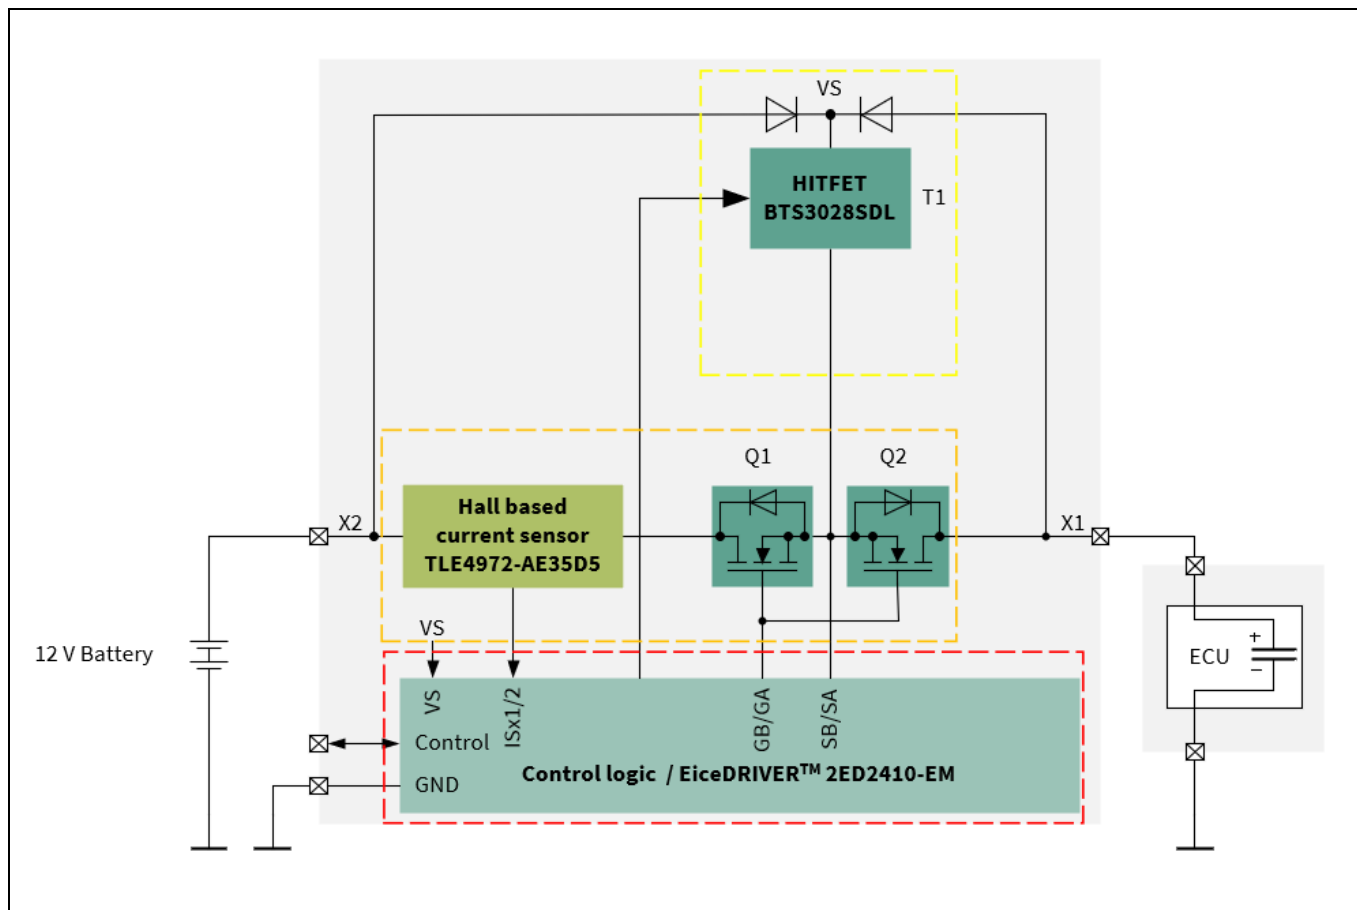 VS
HITFET
BTS3028SDL
T1
Q1
Q2
Hall based
current sensor
TLE4972-AE35D5
X2
X1
VS
12 V Battery
ECU
+
−
VS
ISx1/2
GB/GA
SB/SA
Control
GND
Control logic / EiceDRIVER™ 2ED2410-EM